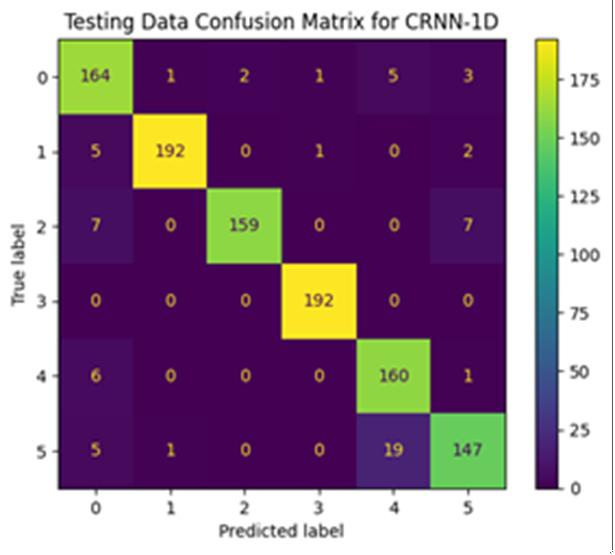 Testing Data Confusion Matrix for CRNN-1D
0 164 1 2 1 5 3
1 5 192 0 1 0 2
2 7 0 159 0 0 7
3 0 0 0 192 0 0
4 6 0 0 0 160 1
5 5 1 0 0 19 147
0 1 2 3 4 5
Predicted label
True label
175
150
125
100
75
50
25
0